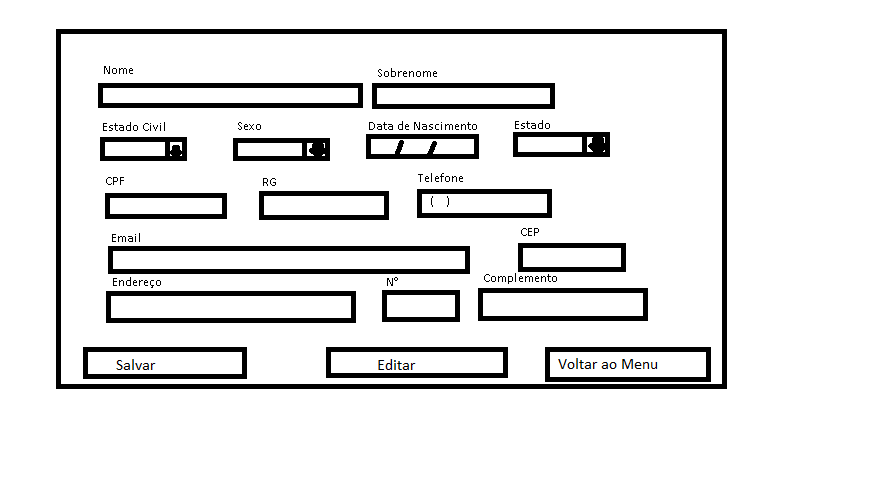 Nome
Sobrenome
Estado Civil
Sexo
Data de Nascimento
Estado
/ /
CPF
RG
Telefone
( )
Email
CEP
Endereço
N°
Complemento
Salvar
Editar
Voltar ao Menu